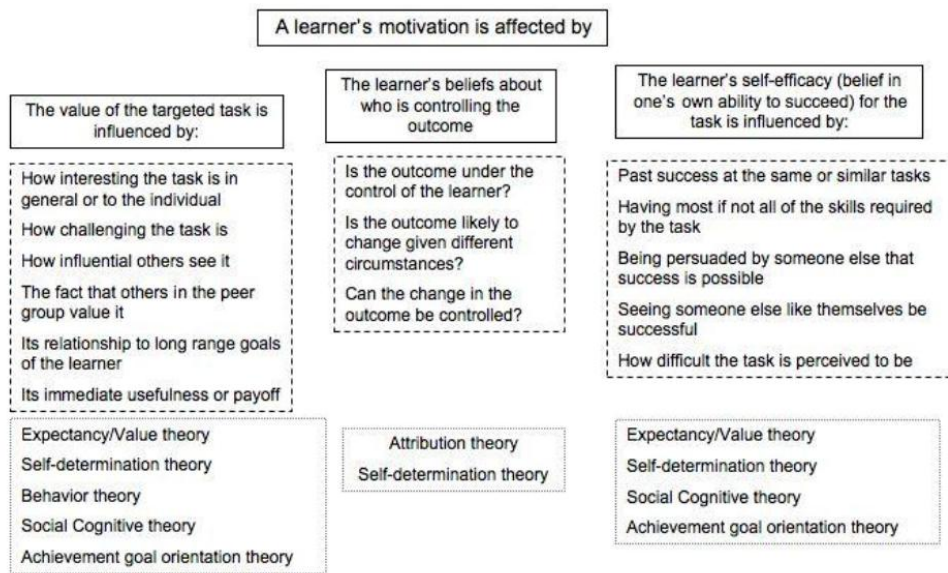 A learner's motivation is affected by
The value of the targeted task is
influenced by:
How interesting the task is in
general or to the individual
How challenging the task is
How influential others see it
The fact that others in the peer
group value it
Its relationship to long range goals
of the learner
Its immediate usefulness or payoff
Expectancy/Value theory
Self-determination theory
Behavior theory
Social Cognitive theory
Achievement goal orientation theory
The learner's beliefs about
who is controlling the
outcome
Is the outcome under the
control of the learner?
Is the outcome likely to
change given different
circumstances?
Can the change in the
outcome be controlled?
Attribution theory
Self-determination theory
The learner's self-efficacy (belief in
one's own ability to succeed) for the
task is influenced by:
Past success at the same or similar tasks
Having most if not all of the skills required
by the task
Being persuaded by someone else that
success is possible
Seeing someone else like themselves be
successful
How difficult the task is perceived to be
Expectancy/Value theory
Self-determination theory
Social Cognitive theory
Achievement goal orientation theory